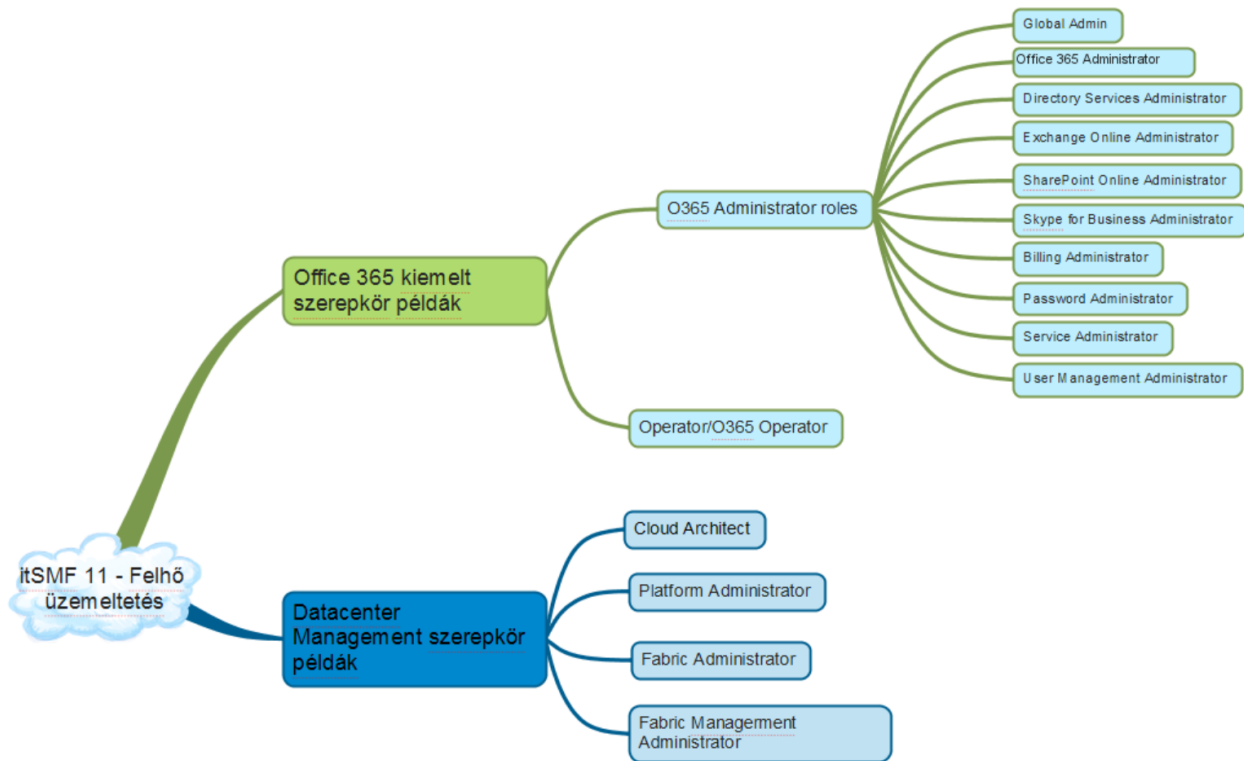 itSMF 11 - Felhő
üzemeltetés
Office 365 kiemelt
szerepkör példák
O365 Administrator roles
Global Admin
Office 365 Administrator
Directory Services Administrator
Exchange Online Administrator
SharePoint Online Administrator
Skype for Business Administrator
Billing Administrator
Password Administrator
Service Administrator
User Management Administrator
Operator/O365 Operator
Datacenter
Management szerepkör
példák
Cloud Architect
Platform Administrator
Fabric Administrator
Fabric Managerment
Administrator